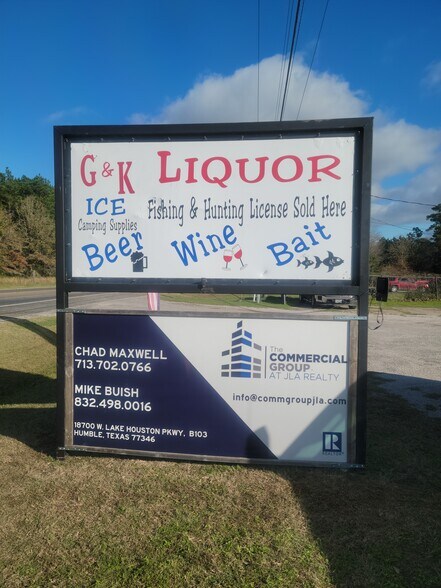 G & K LIQUOR
ICE
Camping Supplies
Fishing & Hunting License Sold Here
Beer Wine Bait
CHAD MAXWELL
713.702.0766
MIKE BUISH
832.498.0016
18700 W. LAKE HOUSTON PKWY, B103
HUMBLE, TEXAS 77346
The
COMMERCIAL
GROUP
AT JLA REALTY
info@commgroupjla.com
R
REALTOR